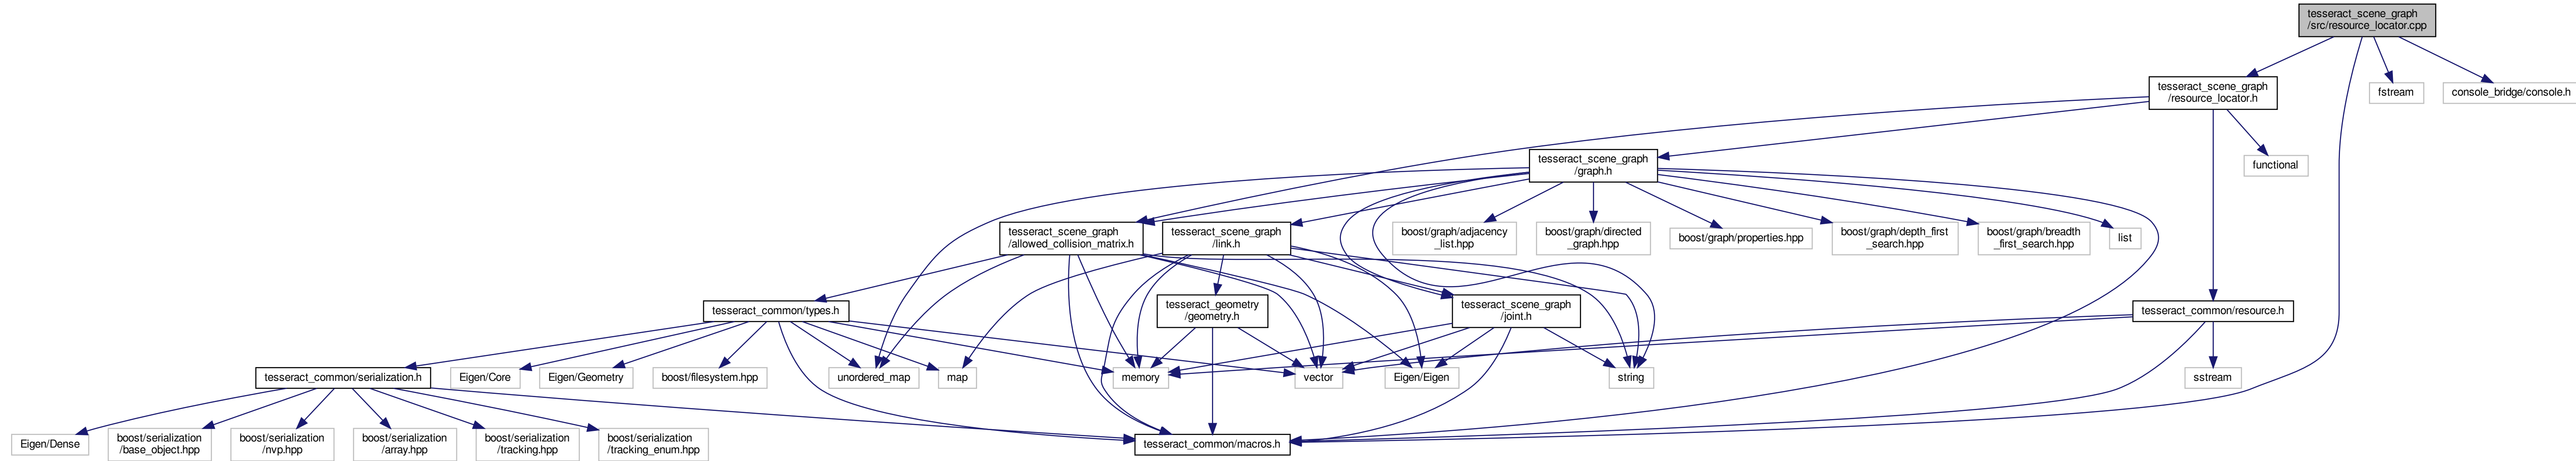 tesseract_scene_graph
/src/resource_locator.cpp
tesseract_scene_graph
/resource_locator.h
fstream
console_bridge/console.h
tesseract_scene_graph
/graph.h
functional
tesseract_scene_graph
/allowed_collision_matrix.h
tesseract_scene_graph
/link.h
boost/graph/adjacency
_list.hpp
boost/graph/directed
_graph.hpp
boost/graph/properties.hpp
boost/graph/depth_first
_search.hpp
boost/graph/breadth
_first_search.hpp
list
tesseract_common/types.h
tesseract_geometry
/geometry.h
tesseract_scene_graph
/joint.h
tesseract_common/resource.h
tesseract_common/serialization.h
Eigen/Core
Eigen/Geometry
boost/filesystem.hpp
unordered_map
map
memory
vector
Eigen/Eigen
string
sstream
Eigen/Dense
boost/serialization
/base_object.hpp
boost/serialization
/nvp.hpp
boost/serialization
/array.hpp
boost/serialization
/tracking.hpp
boost/serialization
/tracking_enum.hpp
tesseract_common/macros.h